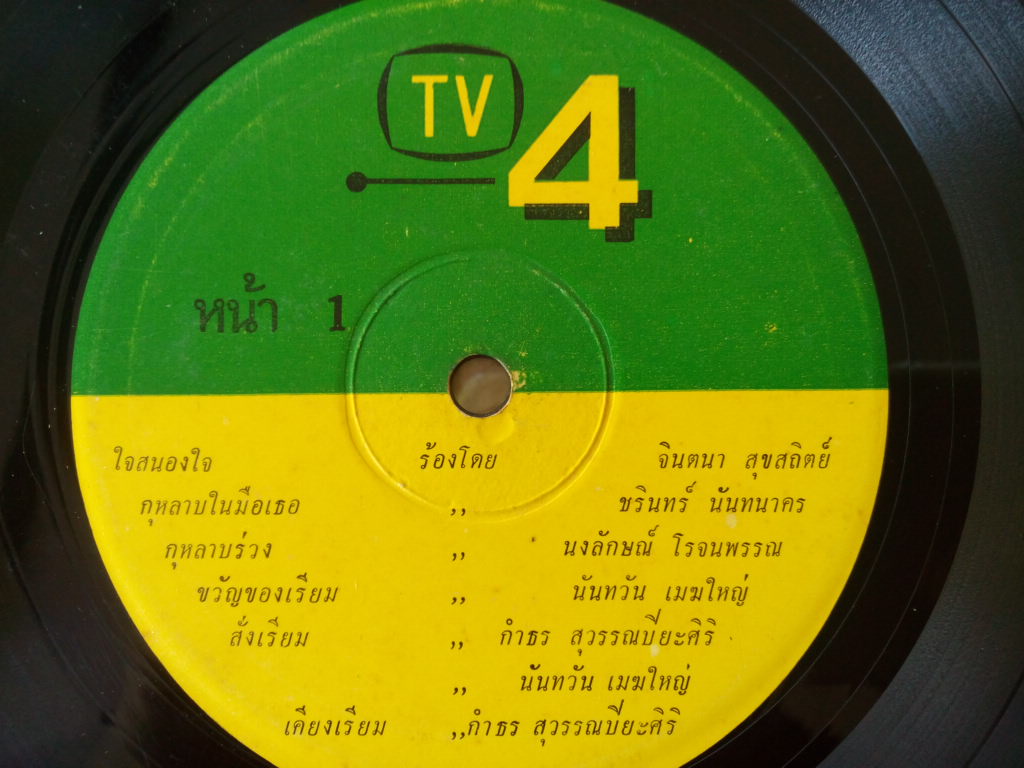 TV 4
หน้า 1
ใจสนองใจ ร้องโดย จินตนา สุขสถิตย์
กุหลาบในมือเธอ ,, ชรินทร์ นันทนาคร
กุหลาบร่วง ,, นงลักษณ์ โรจนพรรณ
ขวัญของเรียม ,, นันทวัน เมฆใหญ่
สั่งเรียม ,, กำธร สุวรรณปิยะศิริ
,, นันทวัน เมฆใหญ่
เคียงเรียม ,,กำธร สุวรรณปิยะศิริ